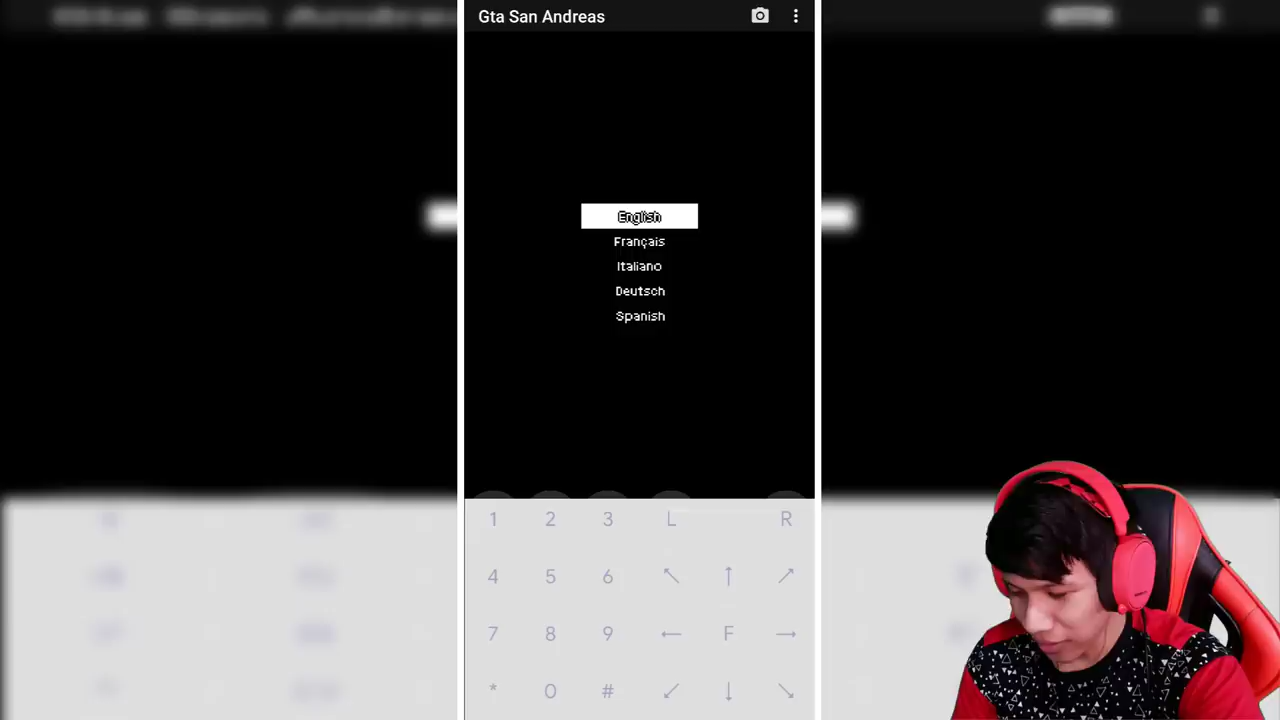 Gta San Andreas
English
Français
Italiano
Deutsch
Spanish
1 2 3 L R
4 5 6 ↖ ↑ ↗
7 8 9 ← F →
* 0 # ↙ ↓ ↘